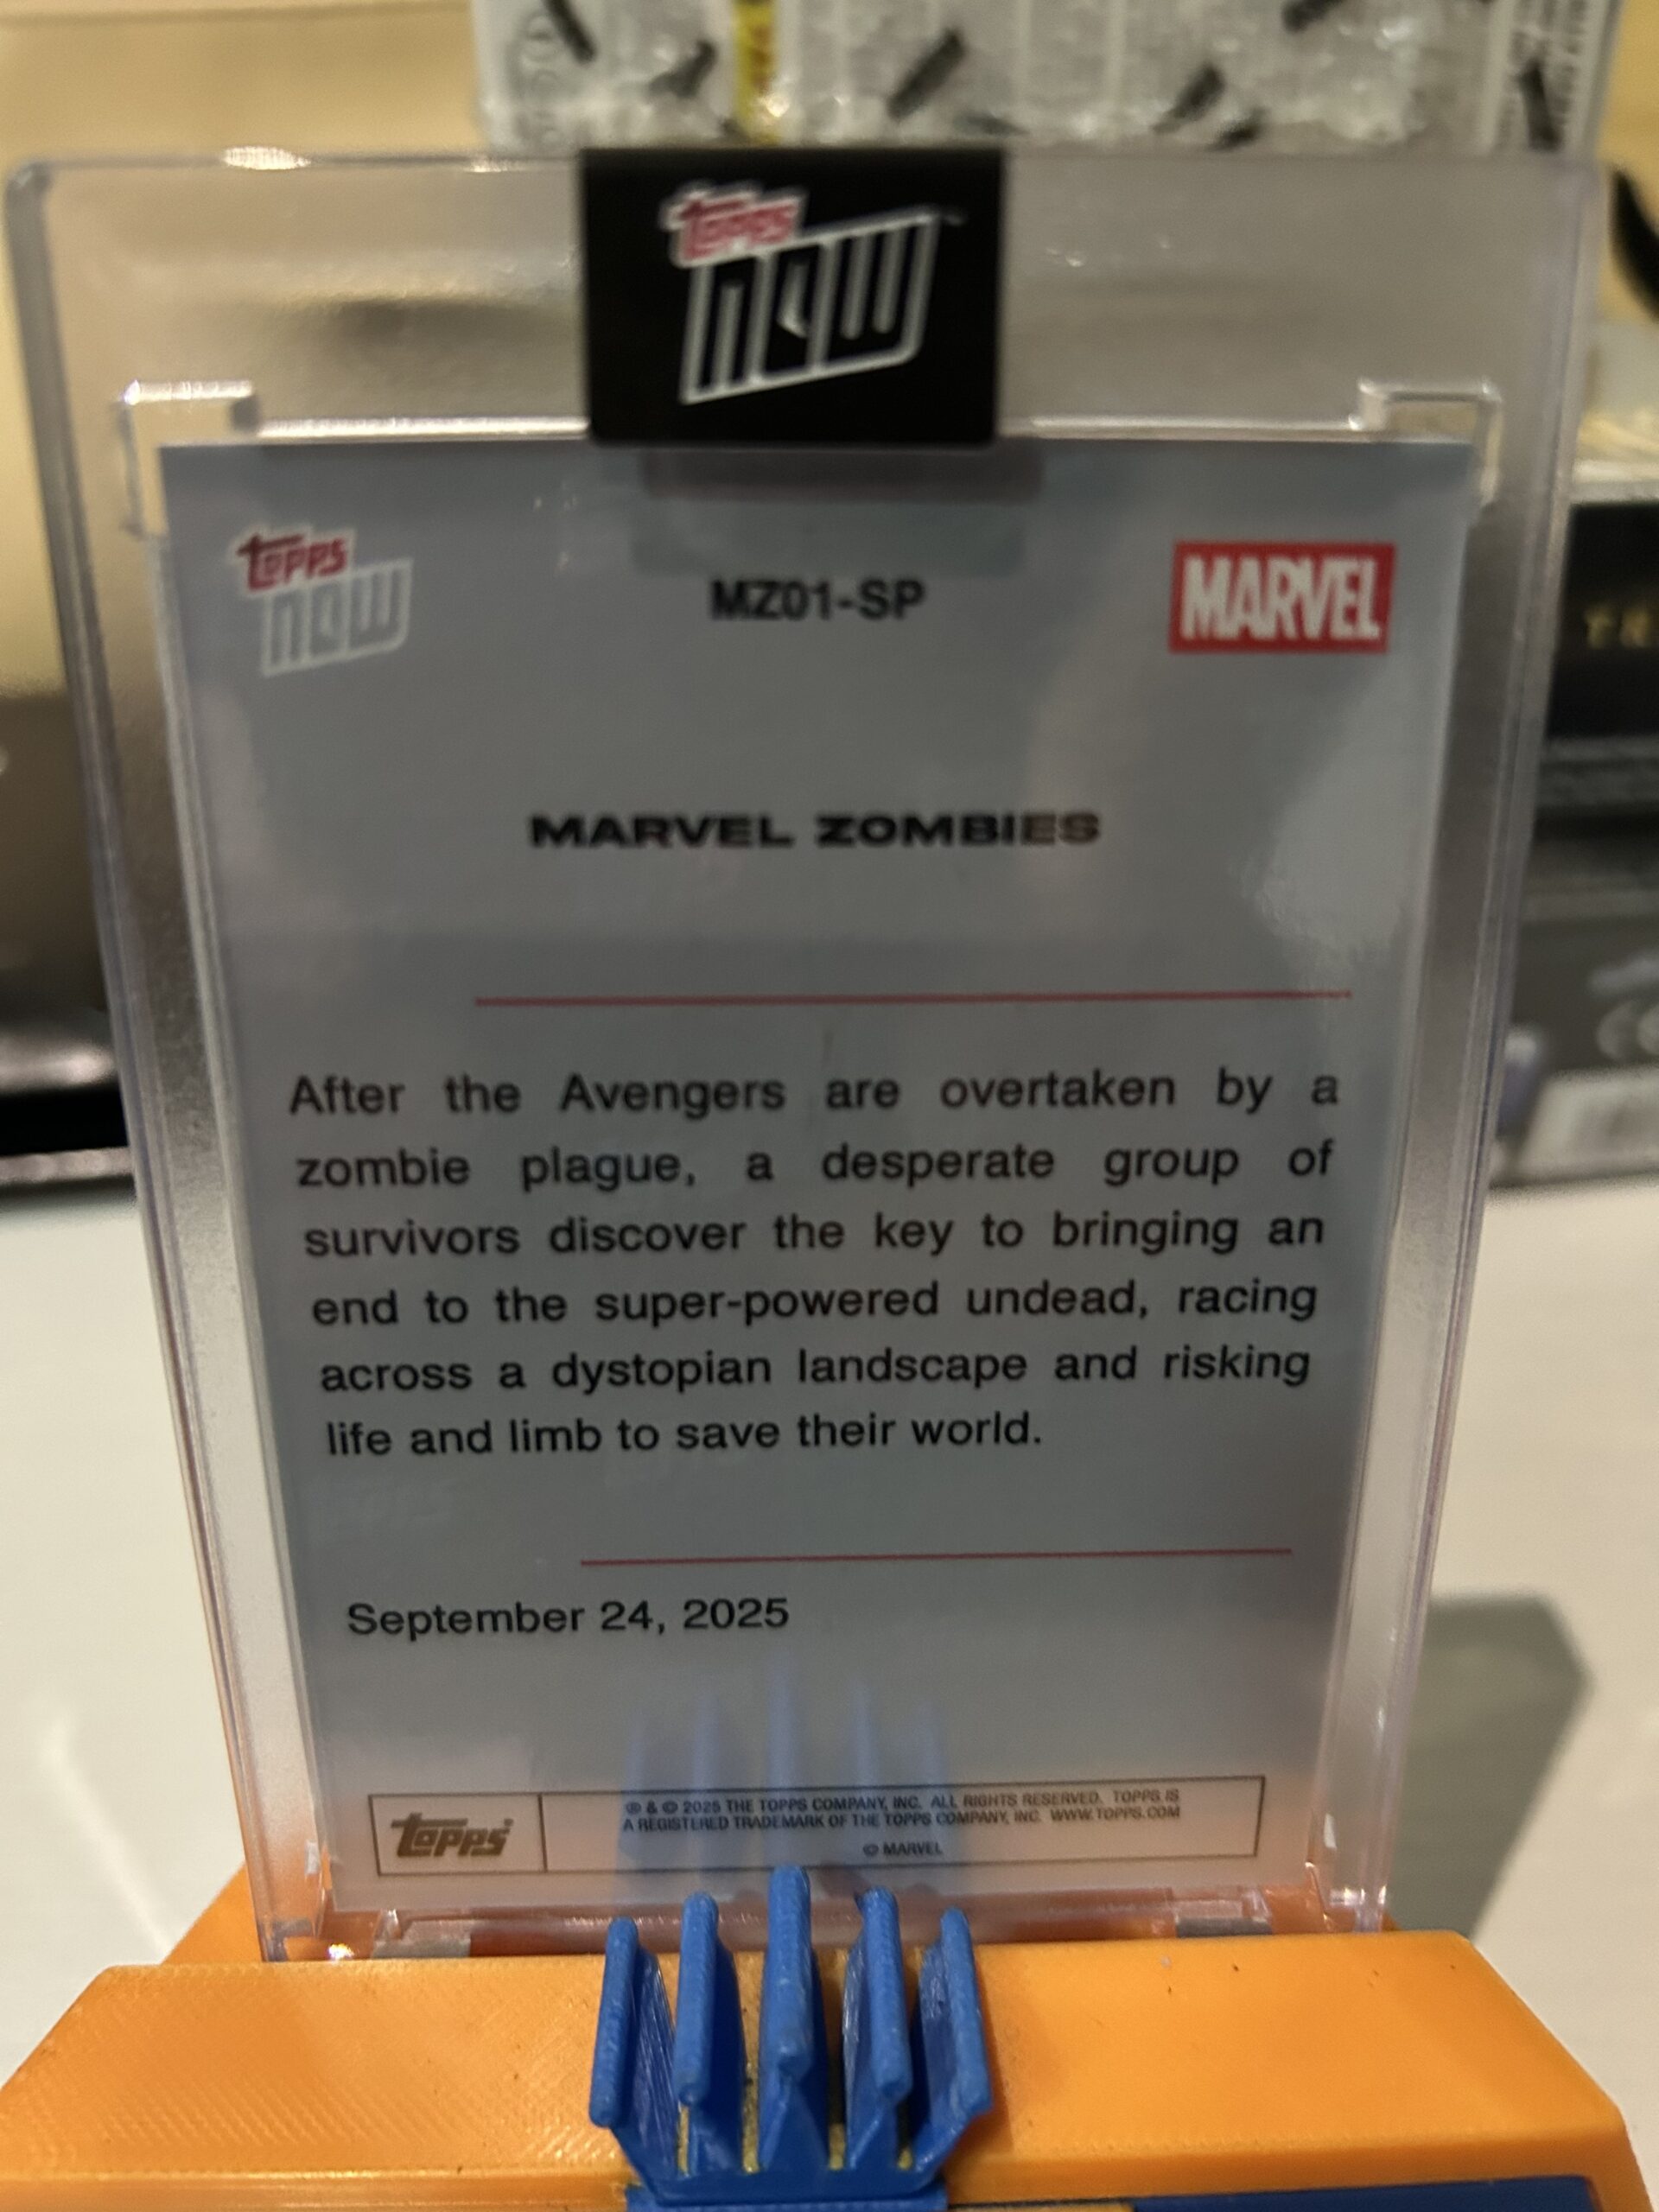 topps
now
topps
now
MZ01-SP
MARVEL
MARVEL ZOMBIES
After the Avengers are overtaken by a
zombie plague, a desperate group of
survivors discover the key to bringing an
end to the super-powered undead, racing
across a dystopian landscape and risking
life and limb to save their world.
September 24, 2025
topps
® & © 2025 THE TOPPS COMPANY, INC. ALL RIGHTS RESERVED. TOPPS IS
A REGISTERED TRADEMARK OF THE TOPPS COMPANY, INC. WWW.TOPPS.COM
© MARVEL